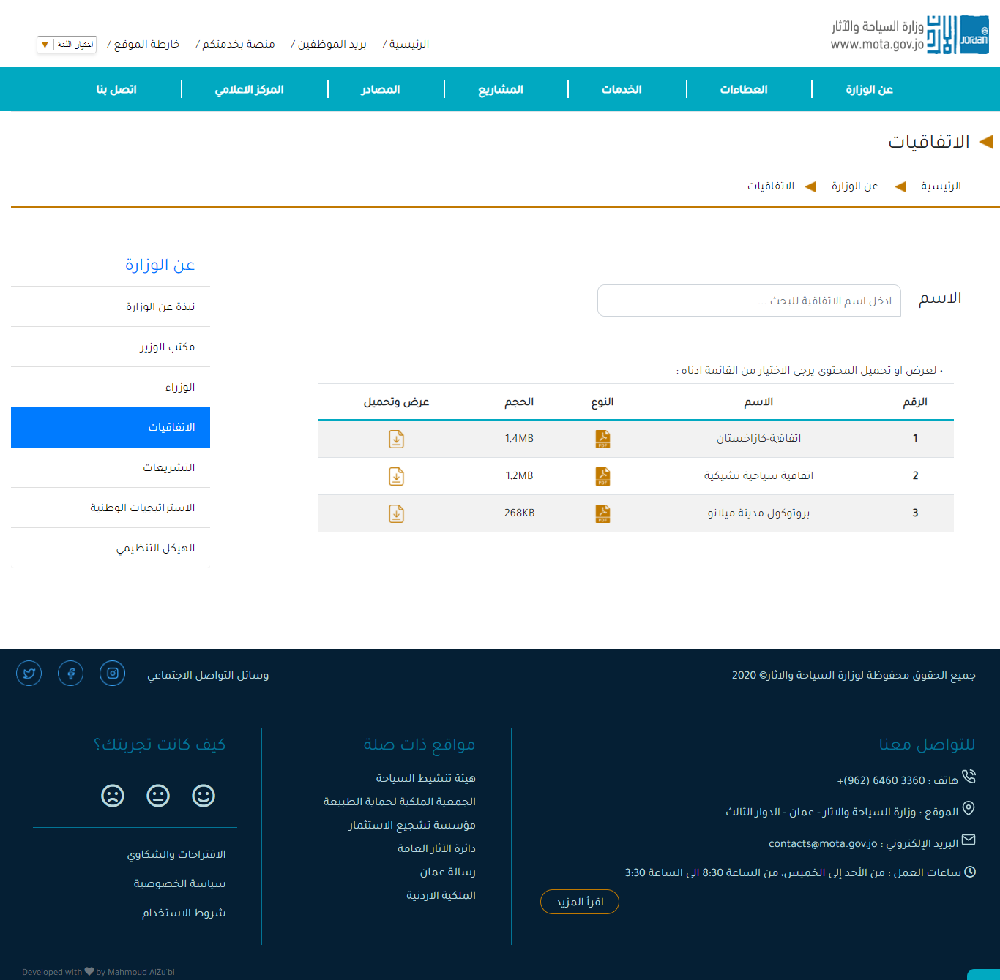 وزارة السياحة والآثار
www.mota.gov.jo
JORDAN
الرئيسية /
بريد الموظفين /
منصة بخدمتكم /
خارطة الموقع /
اختيار اللغة
عن الوزارة
العطاءات
الخدمات
المشاريع
المصادر
المركز الاعلامي
اتصل بنا
الاتفاقيات
الرئيسية
عن الوزارة
الاتفاقيات
الاسم
ادخل اسم الاتفاقية للبحث ...
• لعرض او تحميل المحتوى يرجى الاختيار من القائمة ادناه :
الرقم الاسم النوع الحجم عرض وتحميل
1 اتفاقية-كازاخستان PDF 1,4MB
2 اتفاقية سياحية تشيكية PDF 1,2MB
3 بروتوكول مدينة ميلانو PDF 268KB
عن الوزارة
نبذة عن الوزارة
مكتب الوزير
الوزراء
الاتفاقيات
التشريعات
الاستراتيجيات الوطنية
الهيكل التنظيمي
جميع الحقوق محفوظة لوزارة السياحة والاثار© 2020
وسائل التواصل الاجتماعي
للتواصل معنا
هاتف : 3360 6460 (962)+
الموقع : وزارة السياحة والاثار - عمان - الدوار الثالث
البريد الإلكتروني : contacts@mota.gov.jo
ساعات العمل : من الأحد إلى الخميس، من الساعة 8:30 الى الساعة 3:30
اقرأ المزيد
مواقع ذات صلة
هيئة تنشيط السياحة
الجمعية الملكية لحماية الطبيعة
مؤسسة تشجيع الاستثمار
دائرة الآثار العامة
رسالة عمان
الملكية الاردنية
كيف كانت تجربتك؟
الاقتراحات والشكاوي
سياسة الخصوصية
شروط الاستخدام
Developed with ❤ by Mahmoud AlZu'bi